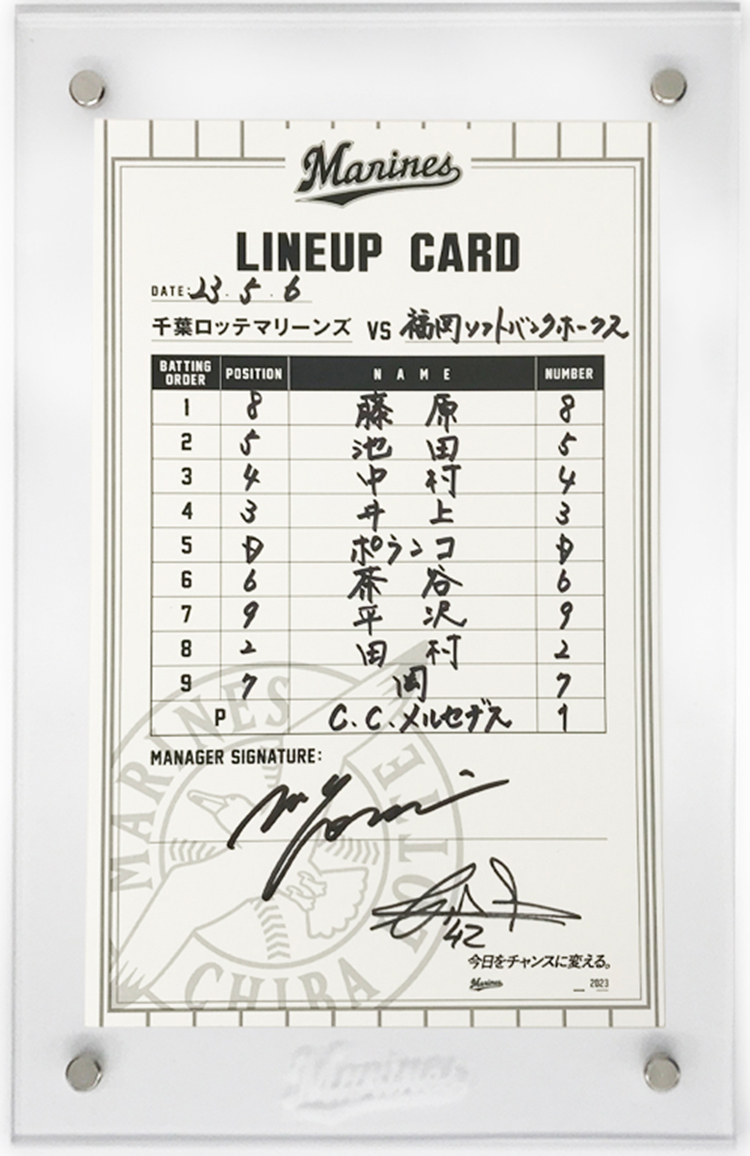 Marines
LINEUP CARD
DATE: 23.5.6
千葉ロッテマリーンズ VS 福岡ソフトバンクホークス
BATTING ORDER POSITION NAME NUMBER
1 8 藤原 8
2 5 池田 5
3 4 中村 4
4 3 井上 3
5 D ポランコ D
6 6 茶谷 6
7 9 平沢 9
8 2 田村 2
9 7 岡 7
P C.C.メルセデス 1
MANAGER SIGNATURE:
42
今日をチャンスに変える。
Marines 2023
MARINES
CHIBA LOTTE
Marines